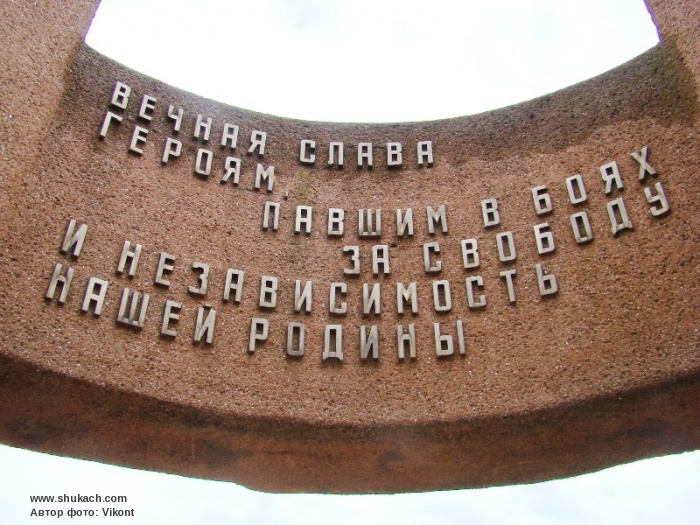 ВЕЧНАЯ СЛАВА
ГЕРОЯМ,
ПАВШИМ В БОЯХ
ЗА СВОБОДУ
И НЕЗАВИСИМОСТЬ
НАШЕЙ РОДИНЫ
www.shukach.com
Автор фото: Vikont